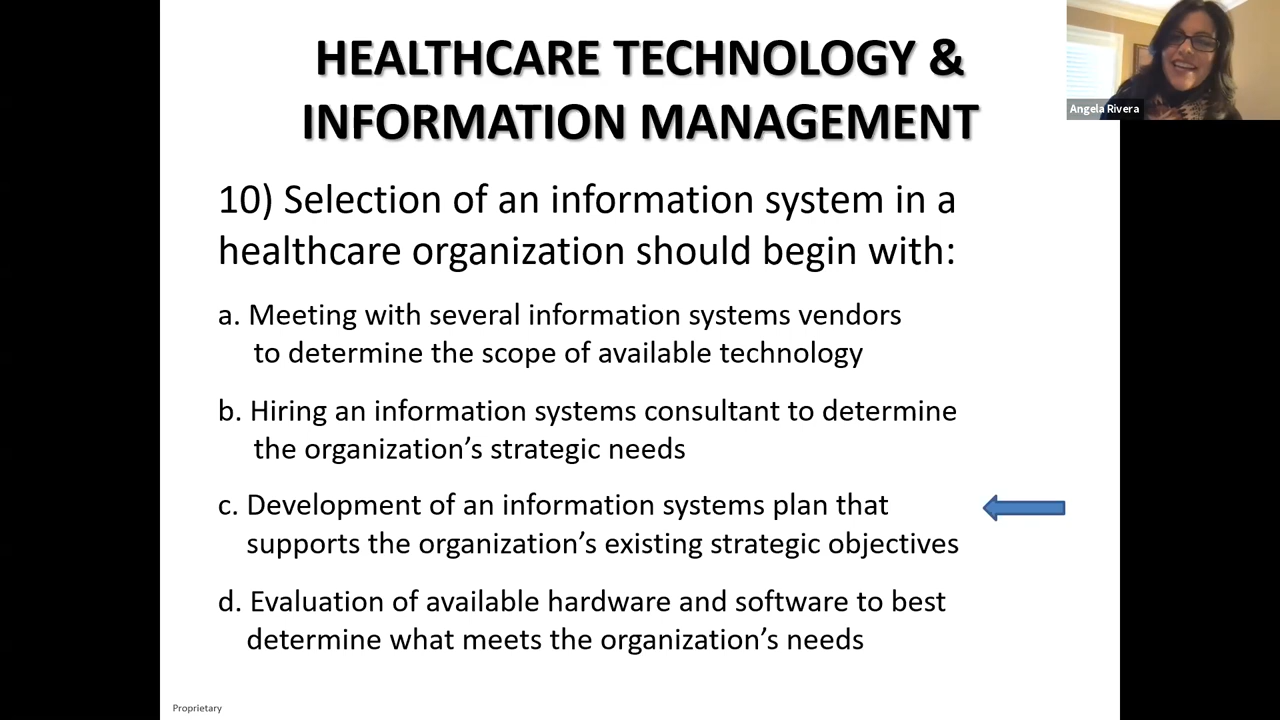 HEALTHCARE TECHNOLOGY &
INFORMATION MANAGEMENT
Angela Rivera
10) Selection of an information system in a
healthcare organization should begin with:
a. Meeting with several information systems vendors
to determine the scope of available technology
b. Hiring an information systems consultant to determine
the organization’s strategic needs
c. Development of an information systems plan that
supports the organization’s existing strategic objectives
d. Evaluation of available hardware and software to best
determine what meets the organization’s needs
Proprietary